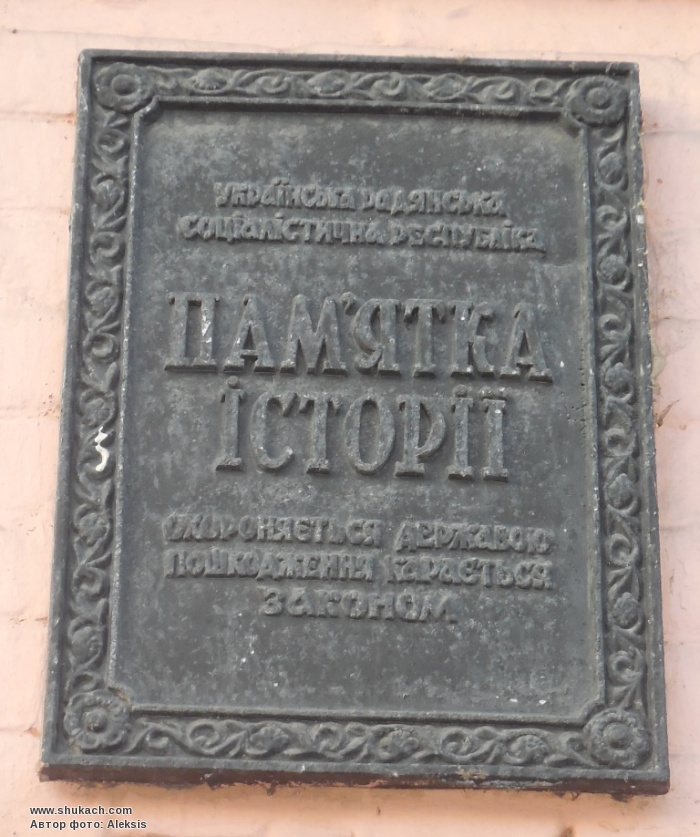 УКРАЇНСЬКА РАДЯНСЬКА
СОЦІАЛІСТИЧНА РЕСПУБЛІКА
ПАМ'ЯТКА
ІСТОРІЇ
ОХОРОНЯЄТЬСЯ ДЕРЖАВОЮ
ПОШКОДЖЕННЯ КАРАЄТЬСЯ
ЗАКОНОМ
www.shukach.com
Автор фото: Aleksis